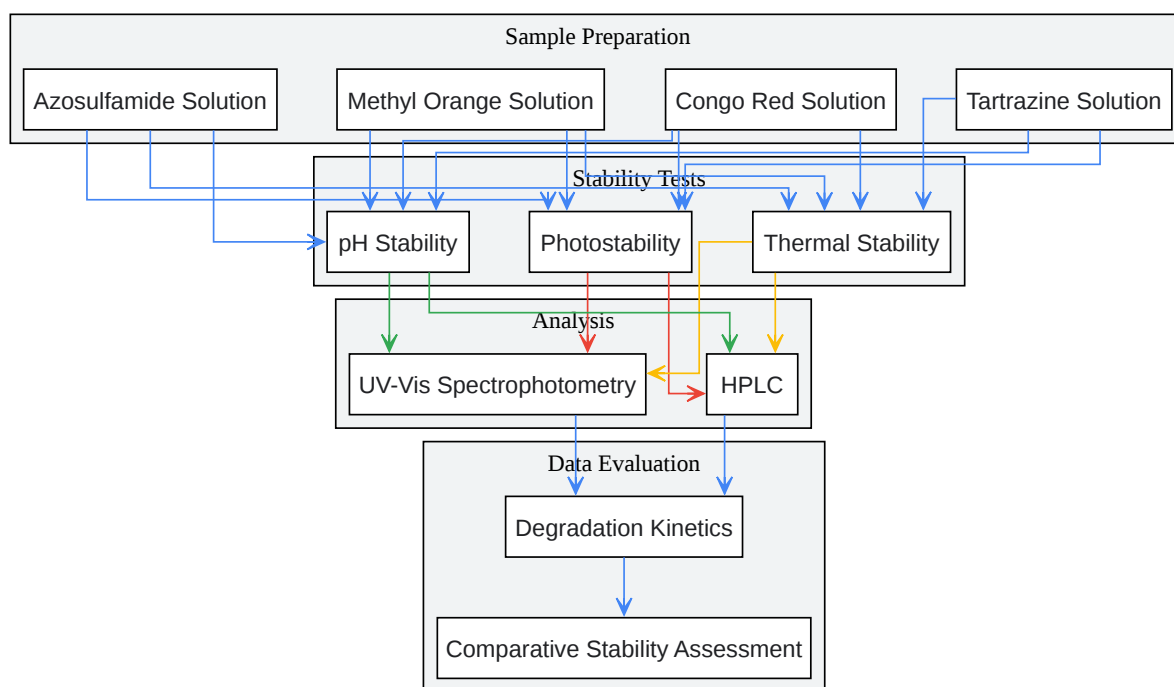 Sample Preparation
Azosulfamide Solution
Methyl Orange Solution
Congo Red Solution
Tartrazine Solution
Stability Tests
pH Stability
Photostability
Thermal Stability
Analysis
UV-Vis Spectrophotometry
HPLC
Data Evaluation
Degradation Kinetics
Comparative Stability Assessment